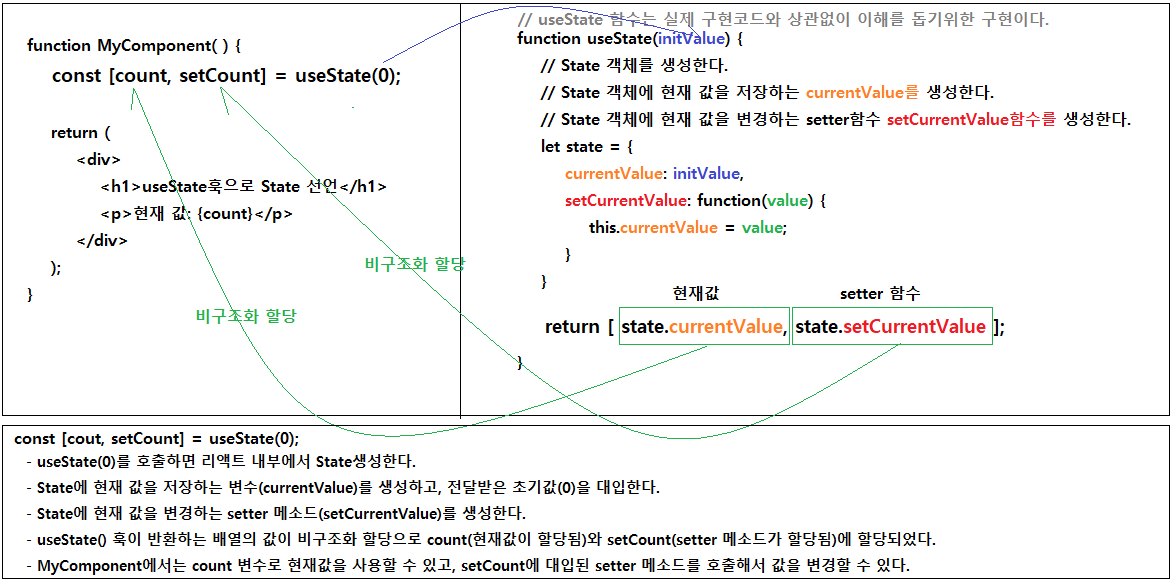 function MyComponent( ) {
const [count, setCount] = useState(0);
return (
<div>
<h1>useState훅으로 State 선언</h1>
<p>현재 값: {count}</p>
</div>
);
}
비구조화 할당
비구조화 할당
// useState 함수는 실제 구현코드와 상관없이 이해를 돕기위한 구현이다.
function useState(initValue) {
// State 객체를 생성한다.
// State 객체에 현재 값을 저장하는 currentValue를 생성한다.
// State 객체에 현재 값을 변경하는 setter함수 setCurrentValue함수를 생성한다.
let state = {
currentValue: initValue,
setCurrentValue: function(value) {
this.currentValue = value;
}
}
현재값 setter 함수
return [ state.currentValue, state.setCurrentValue ];
}
const [cout, setCount] = useState(0);
- useState(0)를 호출하면 리액트 내부에서 State생성한다.
- State에 현재 값을 저장하는 변수(currentValue)를 생성하고, 전달받은 초기값(0)을 대입한다.
- State에 현재 값을 변경하는 setter 메소드(setCurrentValue)를 생성한다.
- useState() 훅이 반환하는 배열의 값이 비구조화 할당으로 count(현재값이 할당됨)와 setCount(setter 메소드가 할당됨)에 할당되었다.
- MyComponent에서는 count 변수로 현재값을 사용할 수 있고, setCount에 대입된 setter 메소드를 호출해서 값을 변경할 수 있다.